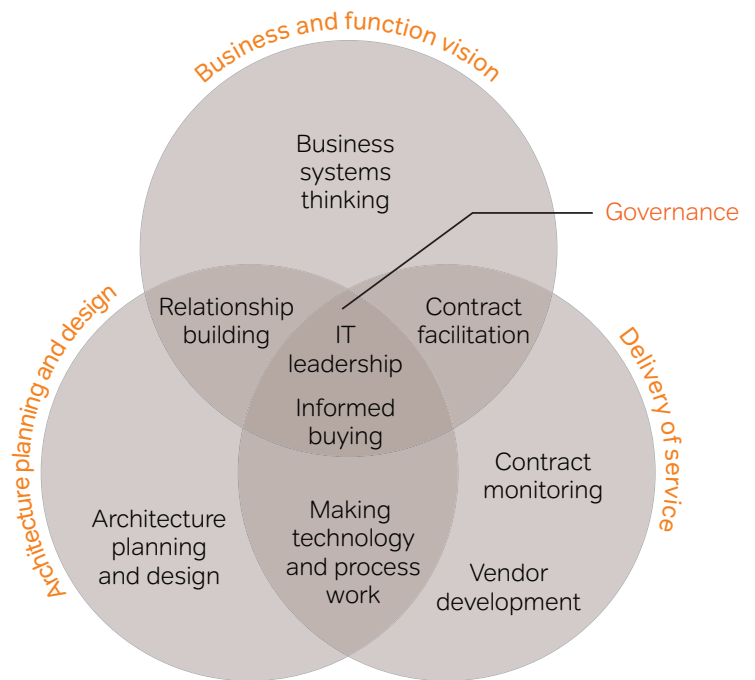 Business and function vision
Business
systems
thinking
Governance
Relationship
building
IT
leadership
Contract
facilitation
Informed
buying
Architecture planning and design
Delivery of service
Contract
monitoring
Architecture
planning
and design
Making
technology
and process
work
Vendor
development